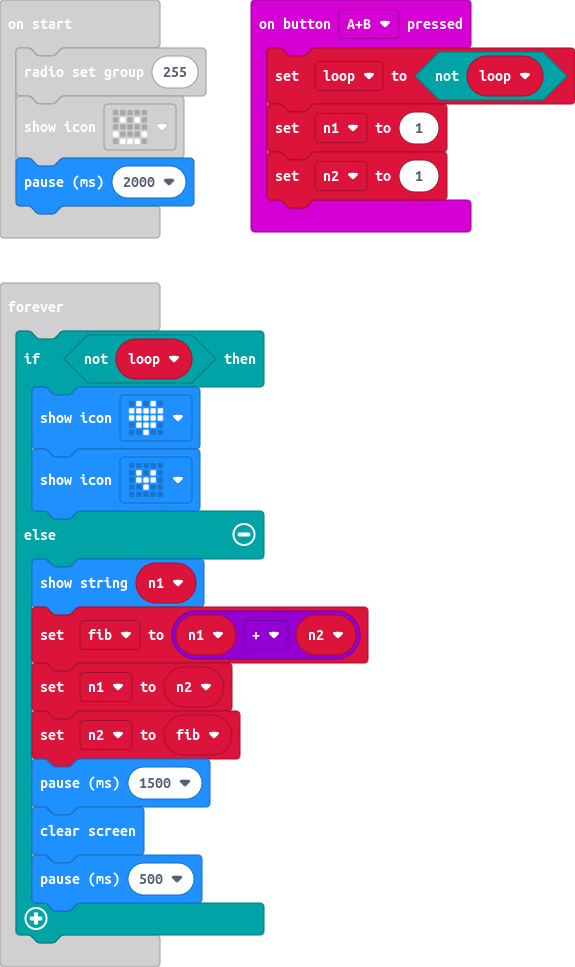 on start
radio set group 255
show icon
pause (ms) 2000
on button A+B pressed
set loop to not loop
set n1 to 1
set n2 to 1
forever
if not loop then
show icon
show icon
else
show string n1
set fib to n1 + n2
set n1 to n2
set n2 to fib
pause (ms) 1500
clear screen
pause (ms) 500